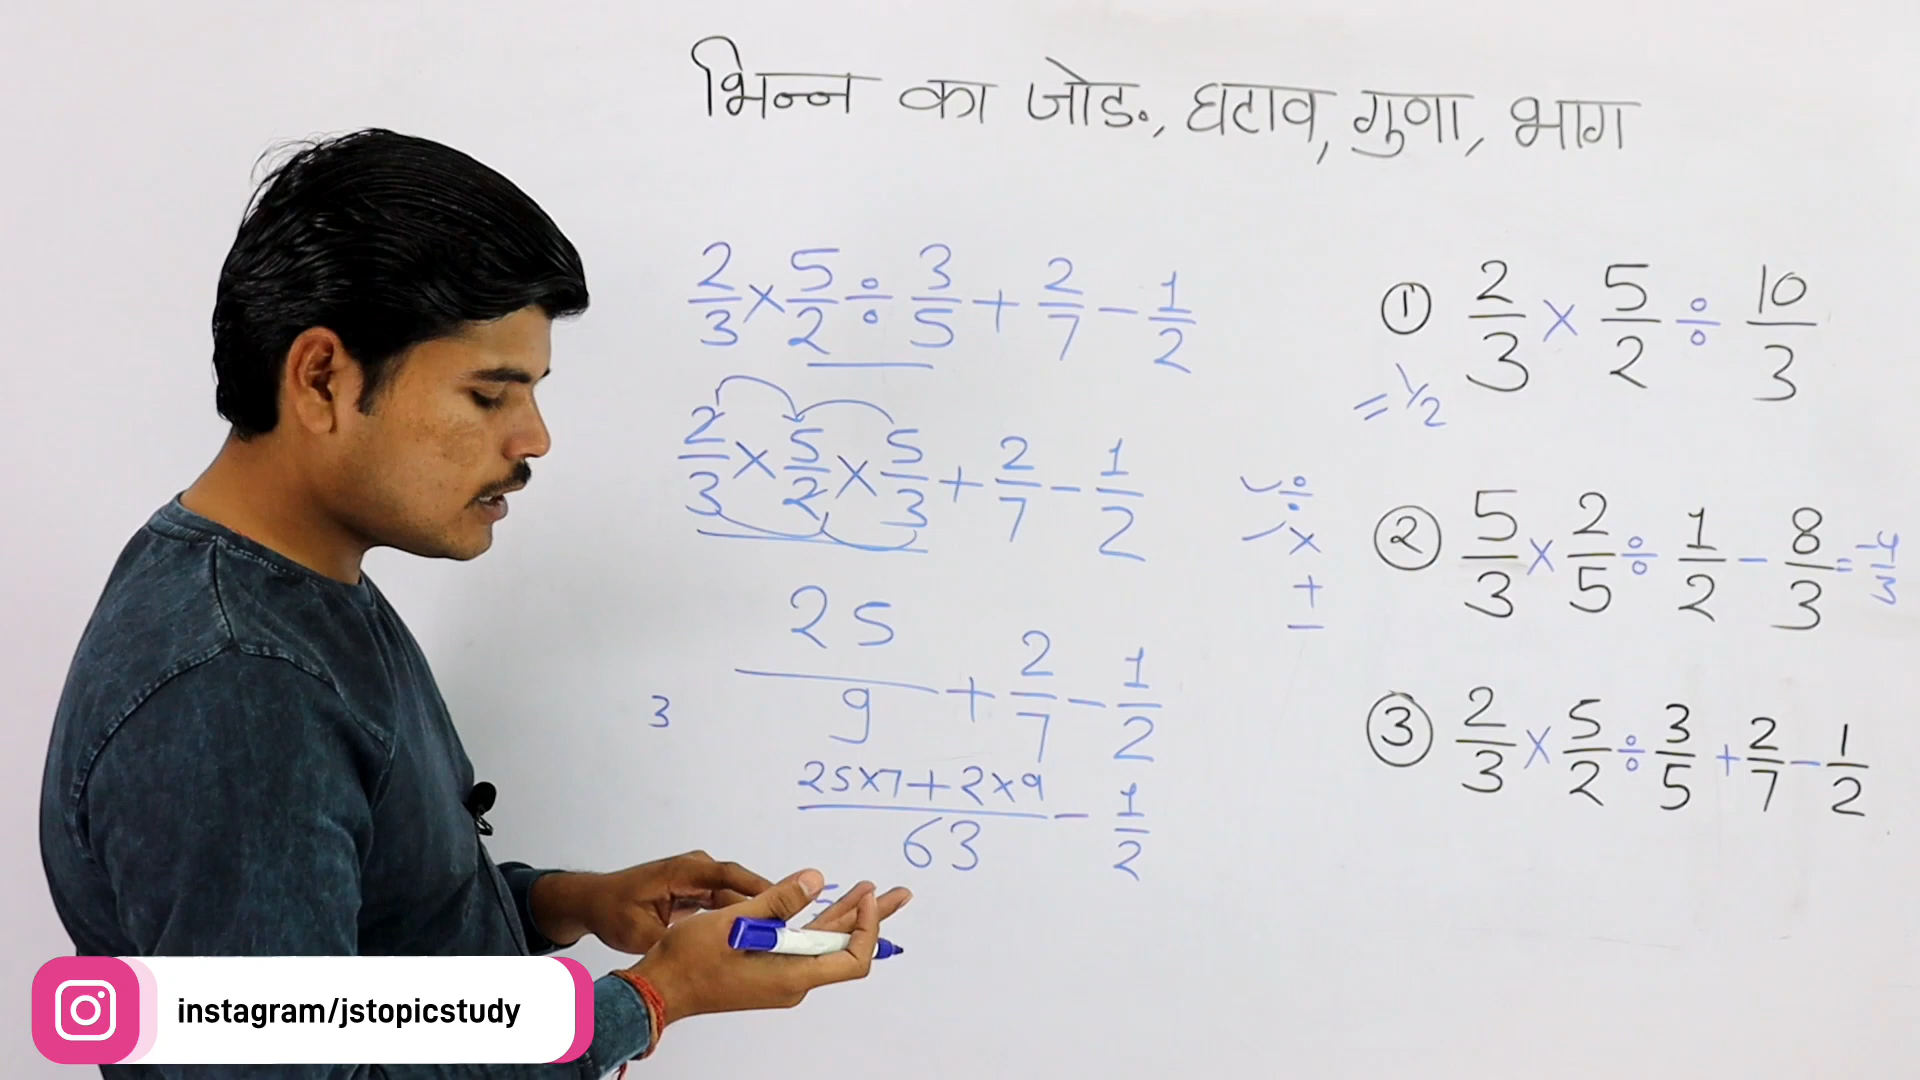 भिन्न का जोड़, घटाव, गुणा, भाग
2/3 × 5/2 ÷ 3/5 + 2/7 - 1/2
2/3 × 5/2 × 5/3 + 2/7 - 1/2
25/9 + 2/7 - 1/2
3
25×7+2×9/63 - 1/2
=
÷
×
+
-
① 2/3 × 5/2 ÷ 10/3
= 1/2
② 5/3 × 2/5 ÷ 1/2 - 8/3 = -4/3
③ 2/3 × 5/2 ÷ 3/5 + 2/7 - 1/2
instagram/jstopicstudy